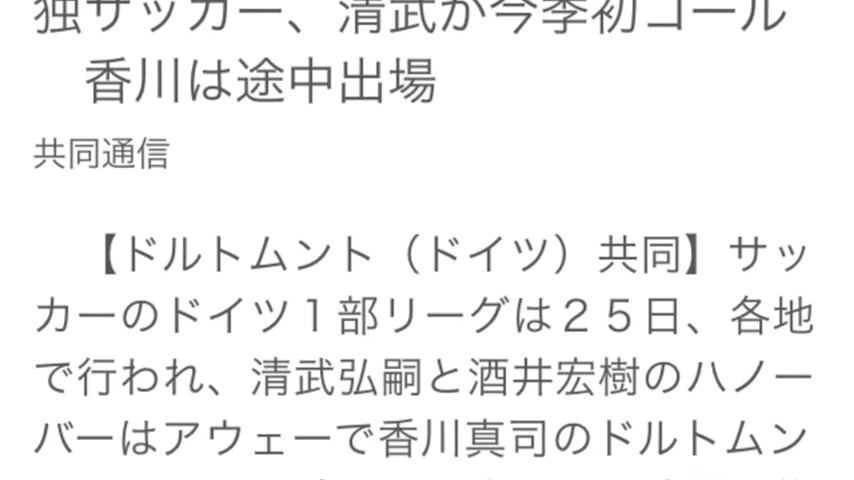 独サッカー、清武が今季初ゴール
　香川は途中出場
共同通信
　【ドルトムント（ドイツ）共同】サッ
カーのドイツ１部リーグは２５日、各地
で行われ、清武弘嗣と酒井宏樹のハノー
バーはアウェーで香川真司のドルトムン